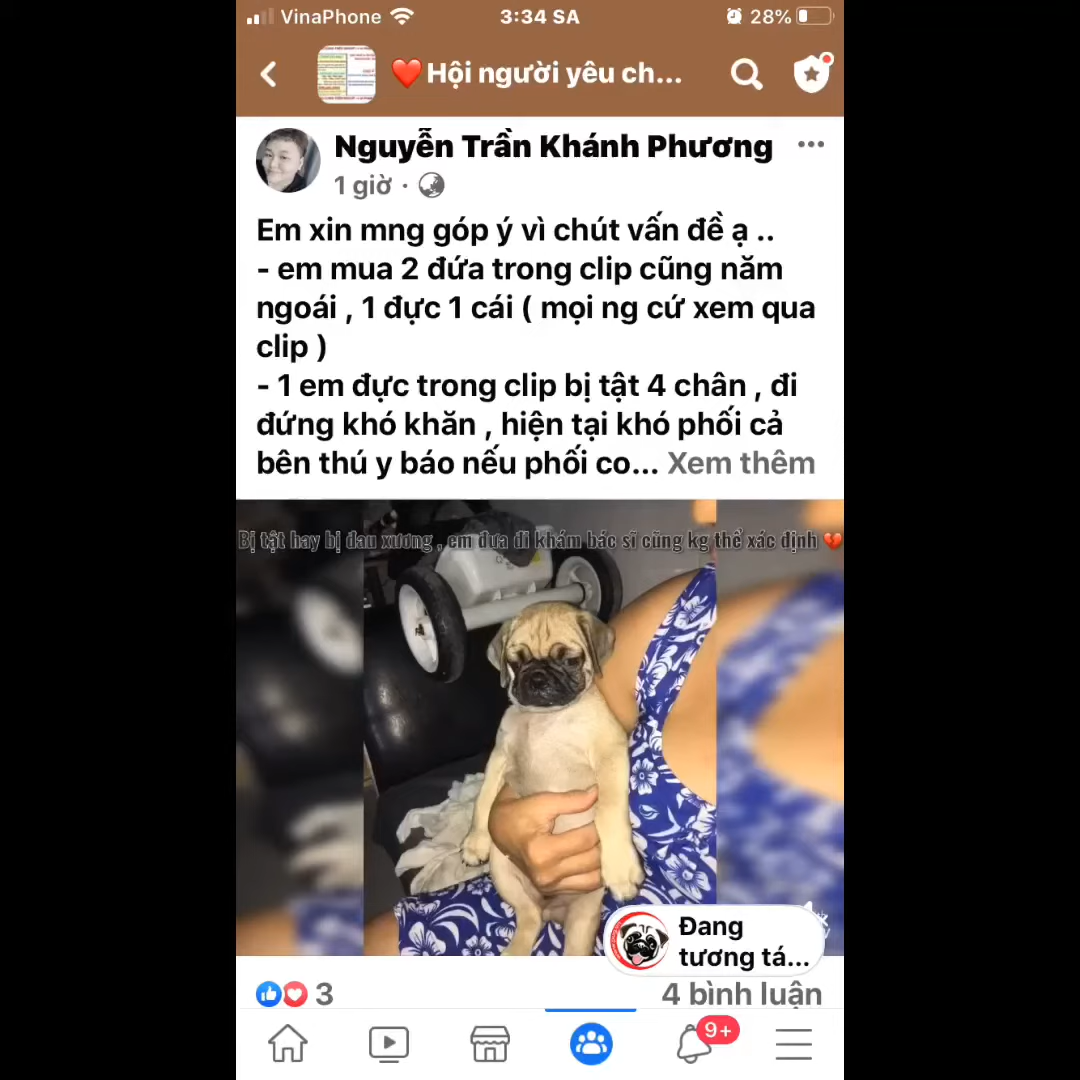 VinaPhone 3:34 SA 28%
❤️Hội người yêu ch...
Nguyễn Trần Khánh Phương
1 giờ ·
Em xin mng góp ý vì chút vấn đề ạ ..
- em mua 2 đứa trong clip cũng năm
ngoái , 1 đực 1 cái ( mọi ng cứ xem qua
clip )
- 1 em đực trong clip bị tật 4 chân , đi
đứng khó khăn , hiện tại khó phối cả
bên thú y báo nếu phối co... Xem thêm
Bị tật hay bị đau xương , em đưa đi khám bác sĩ cũng kg thể xác định 💔
Đang
tương tá...
3 4 bình luận
9+